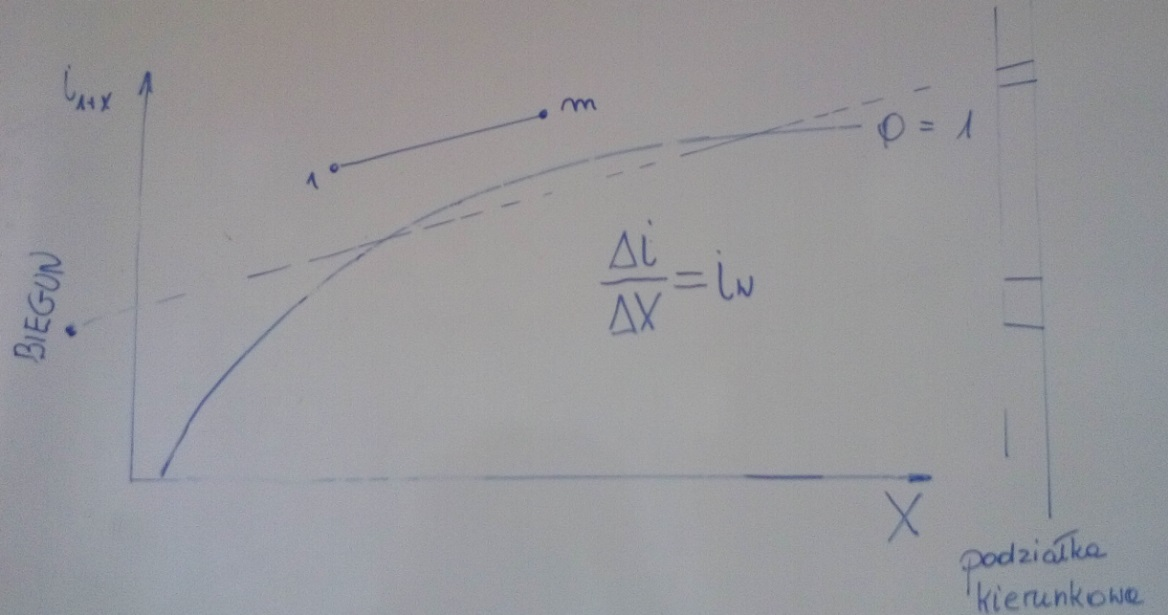 i₁₊ₓ
1
m
φ = 1
BIEGUN
Δi/ΔX = iw
X
podziałka
kierunkowa